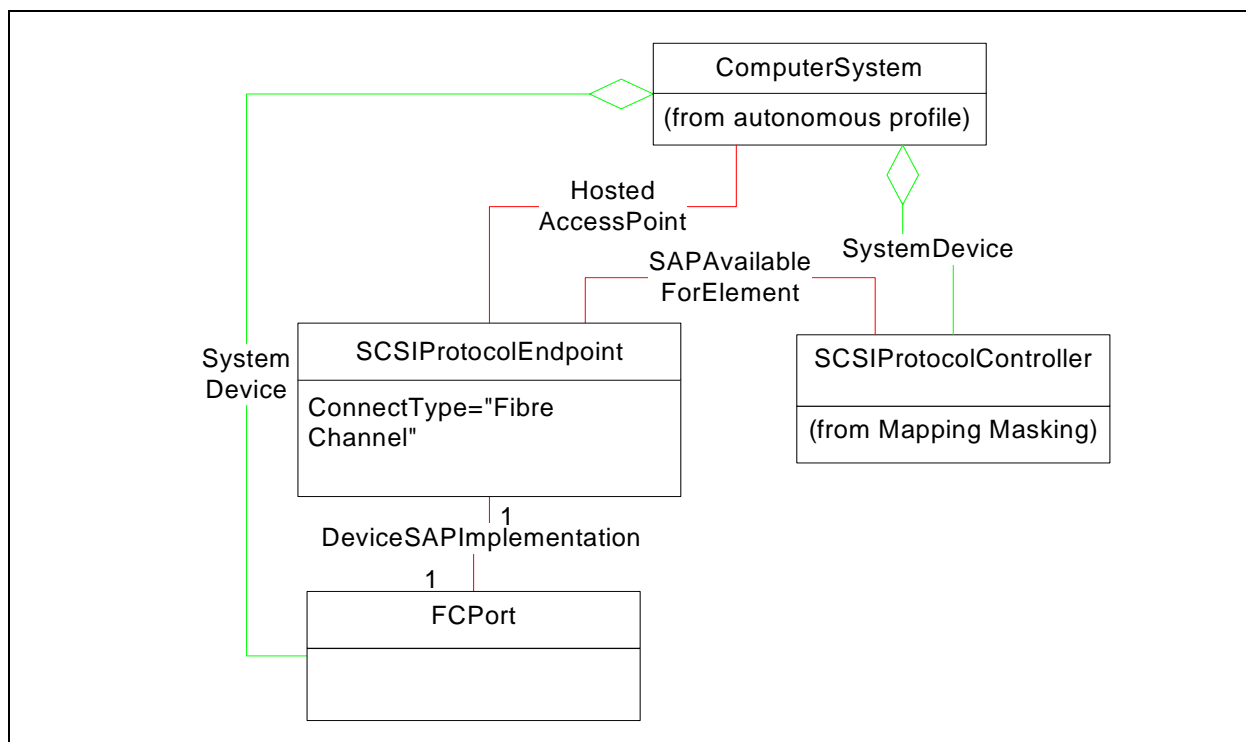 ComputerSystem
(from autonomous profile)
Hosted
AccessPoint
SystemDevice
SAPAvailable
ForElement
SCSIProtocolEndpoint
ConnectType="Fibre
Channel"
SCSIProtocolController
(from Mapping Masking)
System
Device
1
DeviceSAPImplementation
1
FCPort